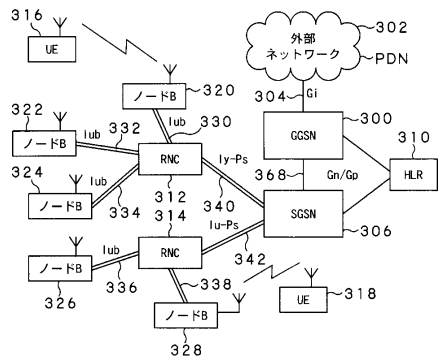 316
UE
302
外部
ネットワーク
PDN
304
Gi
320
ノードB
322
ノードB
332
Iub
Iub
330
GGSN
300
310
HLR
324
ノードB
Iub
334
RNC
312
Iy-Ps
340
368
Gn/Gp
SGSN
306
314
RNC
Iu-Ps
342
ノードB
326
Iub
336
338
ノードB
328
UE
318